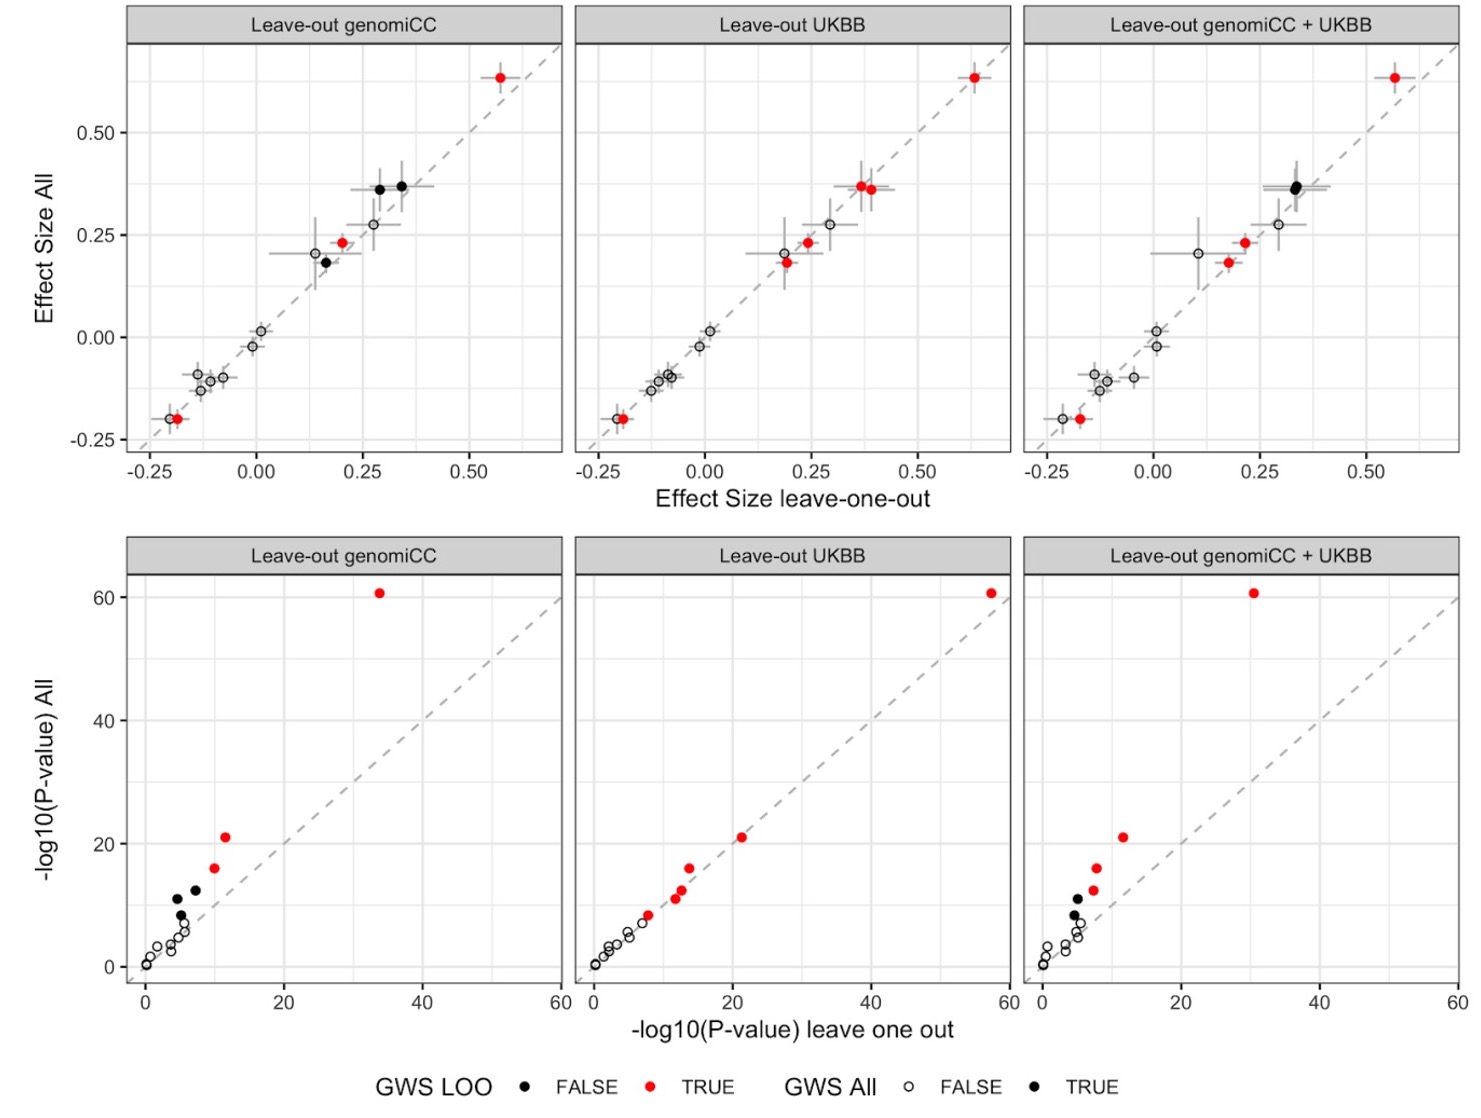 Leave-out genomiCC Leave-out UKBB Leave-out genomiCC + UKBB
Effect Size All
0.50
0.25
0.00
-0.25
-0.25 0.00 0.25 0.50 -0.25 0.00 0.25 0.50 -0.25 0.00 0.25 0.50
Effect Size leave-one-out
Leave-out genomiCC Leave-out UKBB Leave-out genomiCC + UKBB
-log10(P-value) All
60
40
20
0
0 20 40 60 0 20 40 60 0 20 40 60
-log10(P-value) leave one out
GWS LOO FALSE TRUE GWS All FALSE TRUE